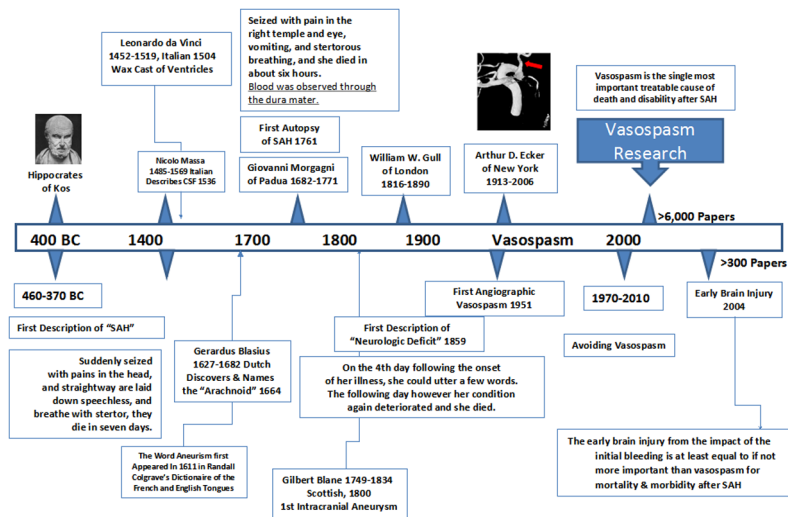 Leonardo da Vinci
1452-1519, Italian 1504
Wax Cast of Ventricles
Seized with pain in the
right temple and eye,
vomiting, and stertorous
breathing, and she died in
about six hours.
Blood was observed through
the dura mater.
Vasospasm is the single most
important treatable cause of
death and disability after SAH
Vasospasm
Research
First Autopsy
of SAH 1761
Hippocrates
of Kos
Nicolo Massa
1485-1569 Italian
Describes CSF 1536
Giovanni Morgagni
of Padua 1682-1771
William W. Gull
of London
1816-1890
Arthur D. Ecker
of New York
1913-2006
>6,000 Papers
400 BC
1400
1700
1800
1900
Vasospasm
2000
>300 Papers
460-370 BC
First Angiographic
Vasospasm 1951
1970-2010
Early Brain Injury
2004
First Description of “SAH”
First Description of
“Neurologic Deficit” 1859
Avoiding Vasospasm
Suddenly seized
with pains in the head,
and straightway are laid
down speechless, and
breathe with stertor, they
die in seven days.
Gerardus Blasius
1627-1682 Dutch
Discovers & Names
the “Arachnoid” 1664
On the 4th day following the onset
of her illness, she could utter a few words.
The following day however her condition
again deteriorated and she died.
The Word Aneurism first
Appeared In 1611 in Randall
Colgrave’s Dictionaire of the
French and English Tongues
Gilbert Blane 1749-1834
Scottish, 1800
1st Intracranial Aneurysm
The early brain injury from the impact of the
initial bleeding is at least equal to if not
more important than vasospasm for
mortality & morbidity after SAH